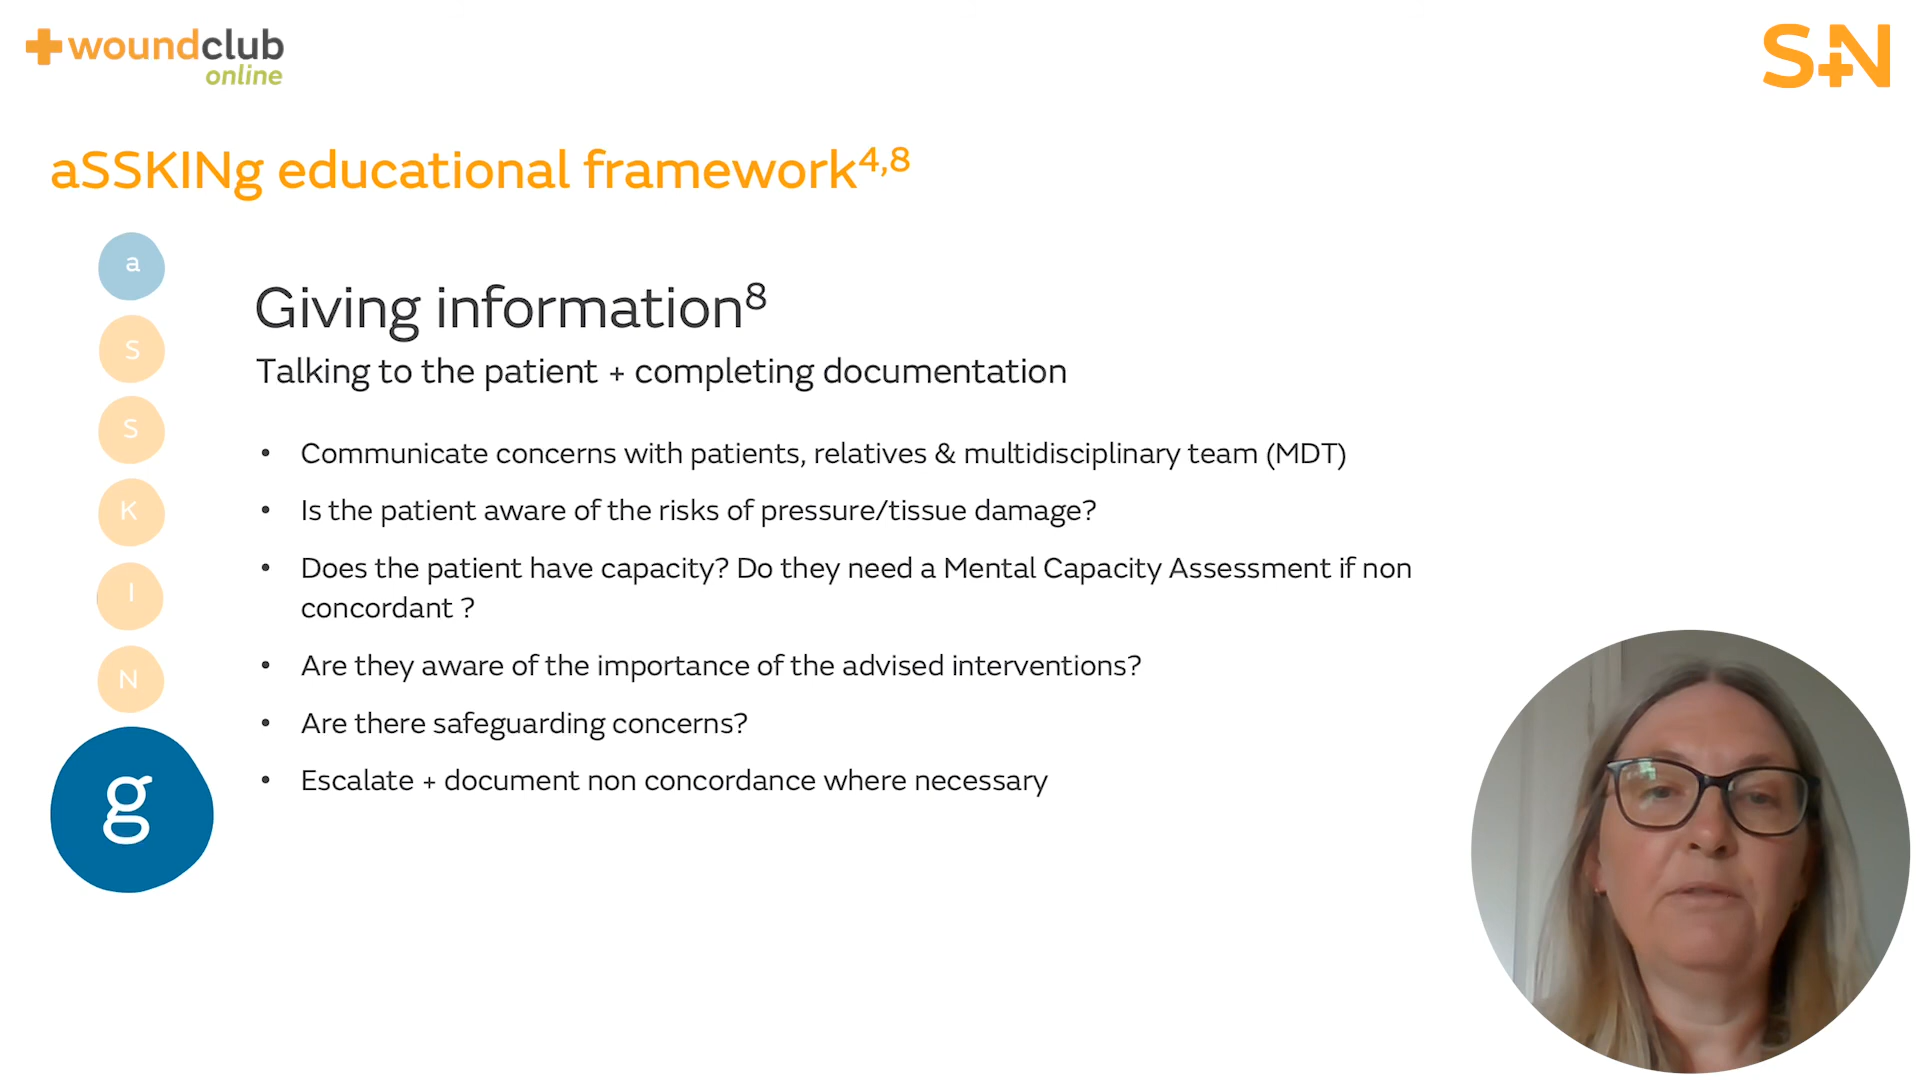 woundclub
online
S+N
aSSKINg educational framework4,8
a
S
S
K
I
N
g
Giving information8
Talking to the patient + completing documentation
• Communicate concerns with patients, relatives & multidisciplinary team (MDT)
• Is the patient aware of the risks of pressure/tissue damage?
• Does the patient have capacity? Do they need a Mental Capacity Assessment if non
concordant ?
• Are they aware of the importance of the advised interventions?
• Are there safeguarding concerns?
• Escalate + document non concordance where necessary